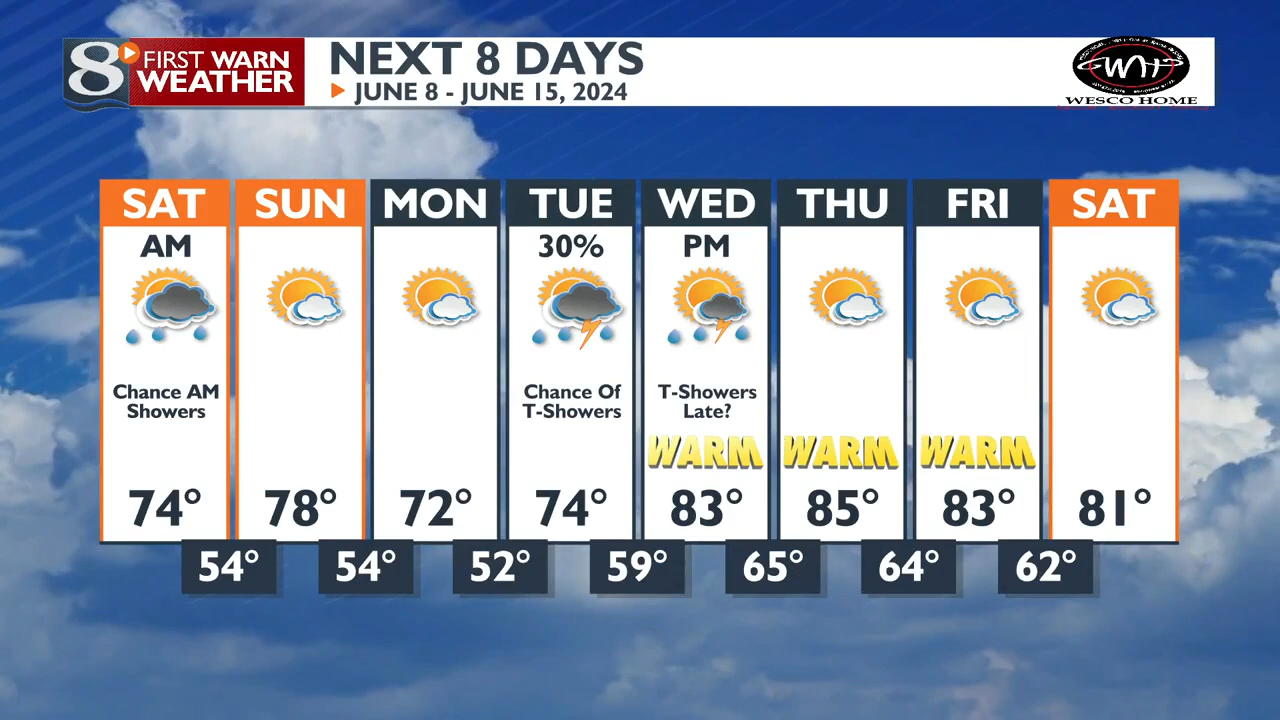 8 FIRST WARN
WEATHER
NEXT 8 DAYS
JUNE 8 - JUNE 15, 2024
WMH
WESCO HOME
SAT SUN MON TUE WED THU FRI SAT
AM 30% PM
Chance AM
Showers
Chance Of
T-Showers
T-Showers
Late?
WARM WARM WARM
74° 78° 72° 74° 83° 85° 83° 81°
54° 54° 52° 59° 65° 64° 62°